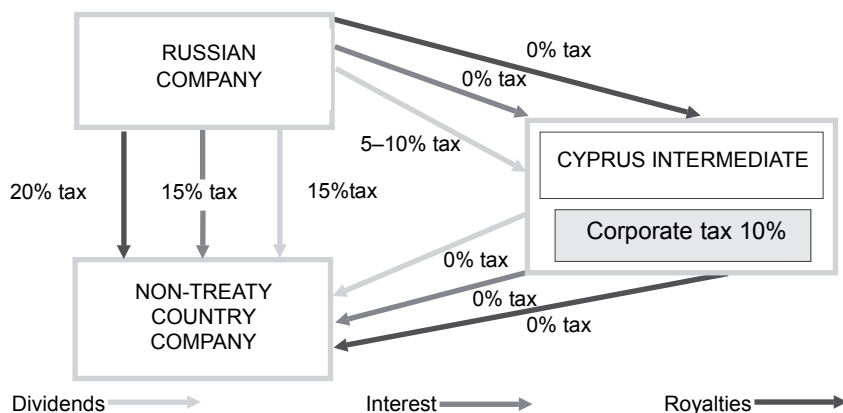 RUSSIAN
COMPANY
0% tax
0% tax
5–10% tax
CYPRUS INTERMEDIATE
Corporate tax 10%
20% tax
15% tax
15%tax
0% tax
0% tax
0% tax
NON-TREATY
COUNTRY
COMPANY
Dividends
Interest
Royalties